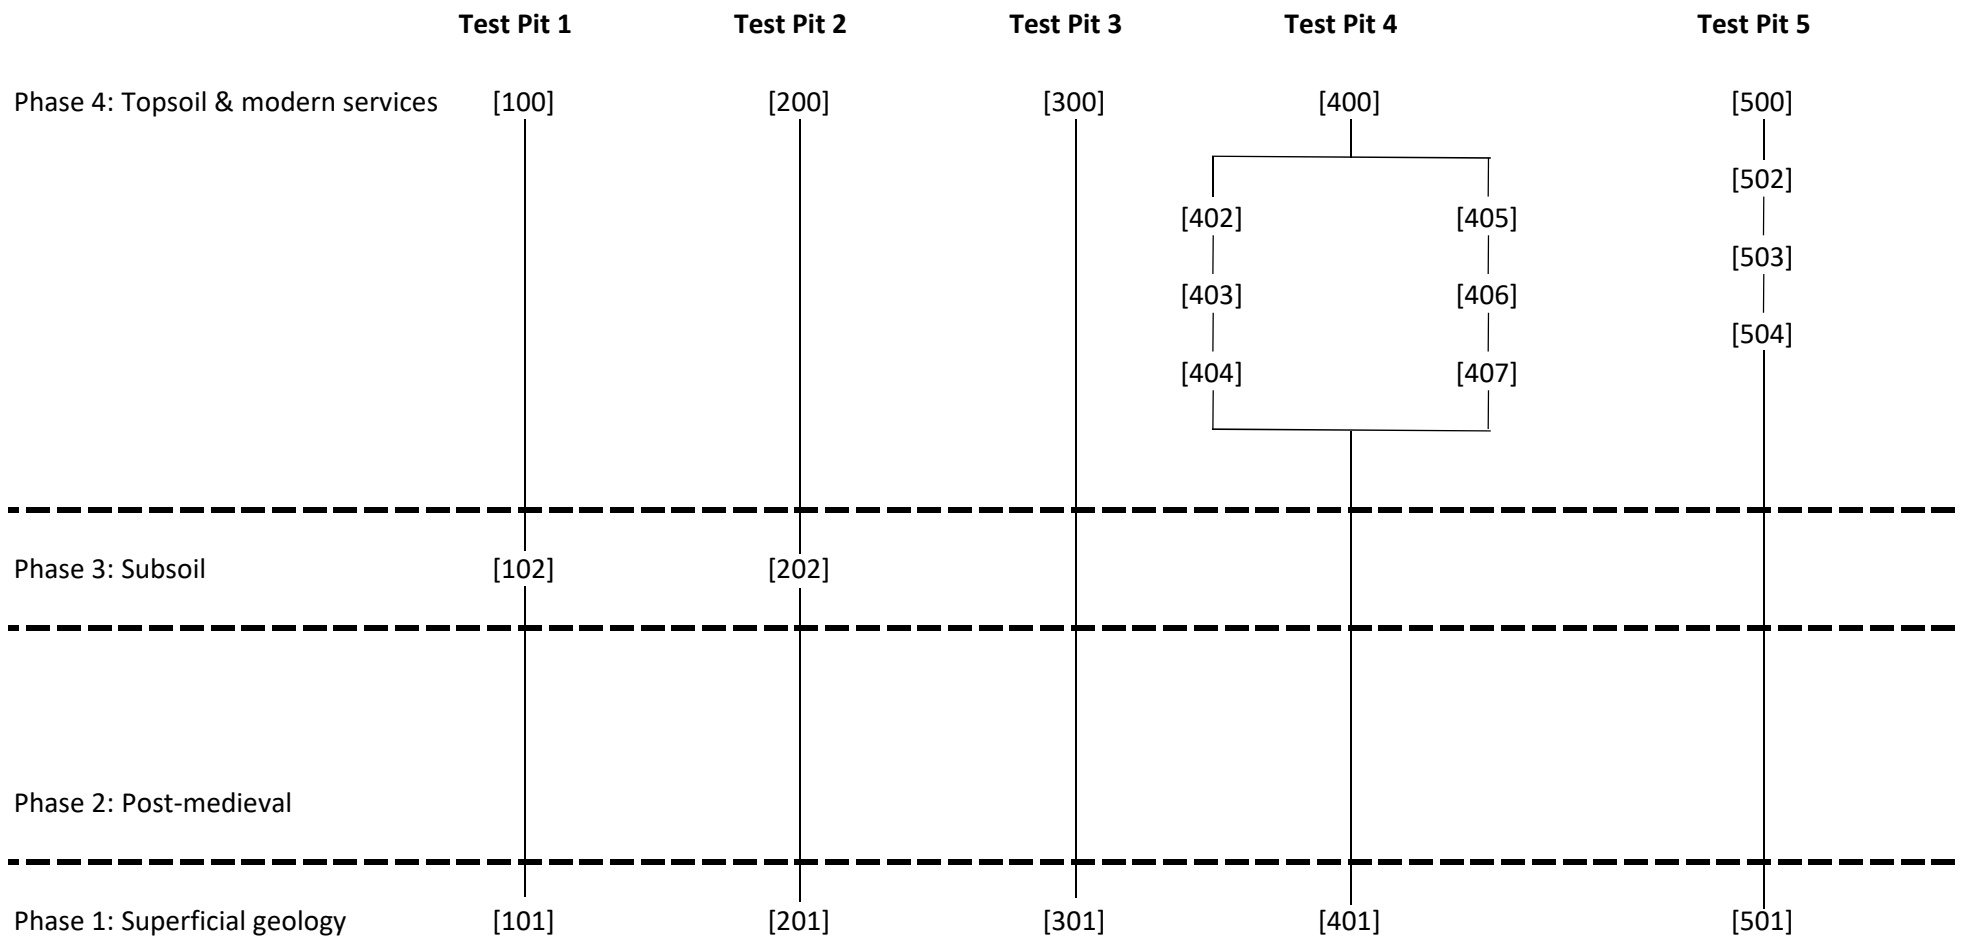 Test Pit 1 Test Pit 2 Test Pit 3 Test Pit 4 Test Pit 5
Phase 4: Topsoil & modern services [100] [200] [300] [400] [500]
[502]
[402] [405]
[503]
[403] [406]
[504]
[404] [407]
Phase 3: Subsoil [102] [202]
Phase 2: Post-medieval
Phase 1: Superficial geology [101] [201] [301] [401] [501]